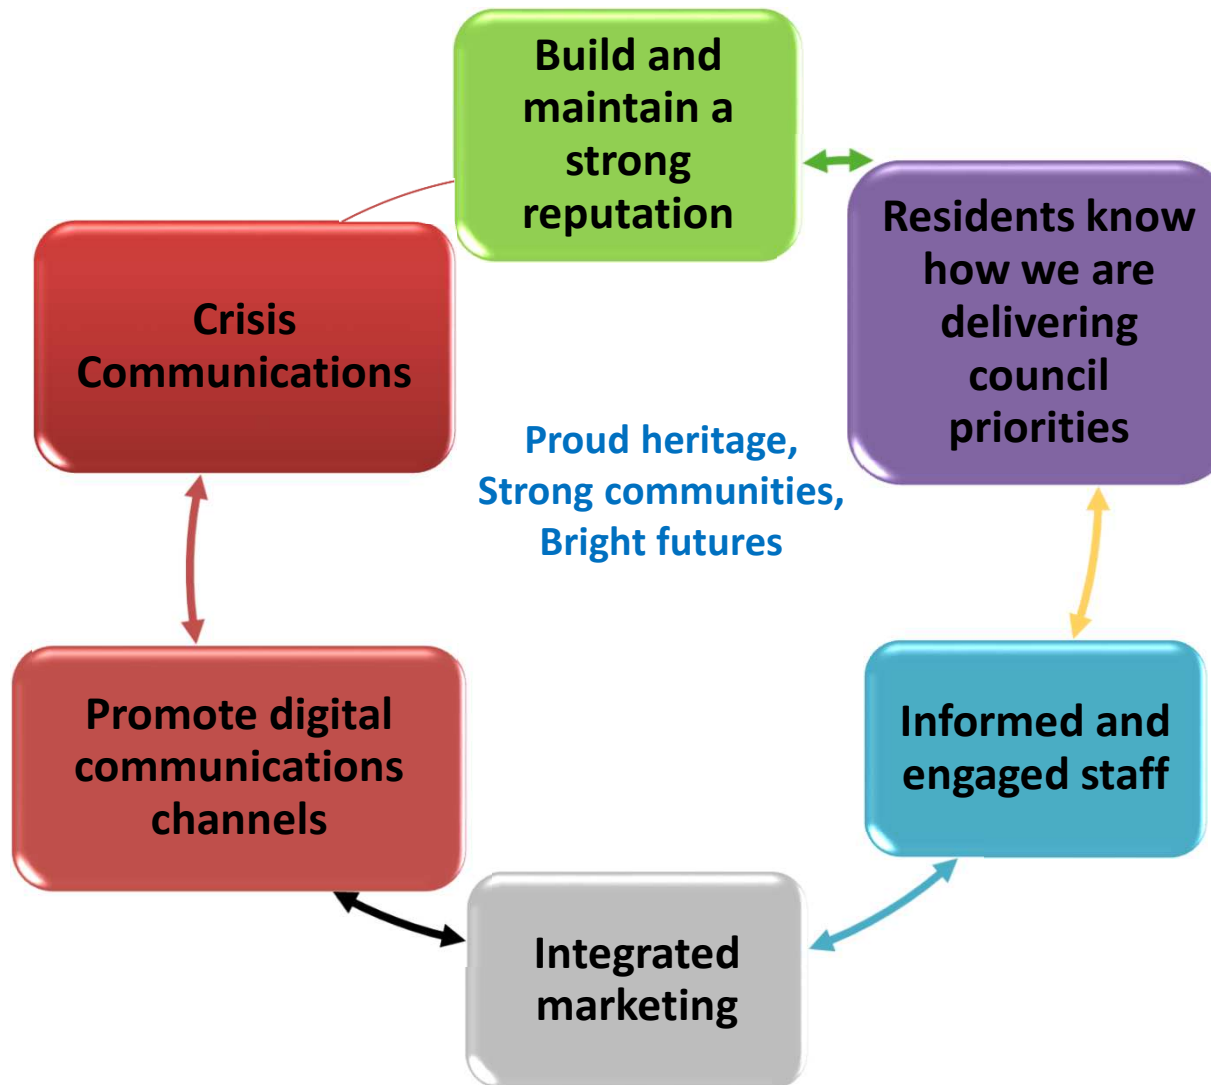 Build and
maintain a
strong
reputation
Residents know
how we are
delivering
council
priorities
Crisis
Communications
Proud heritage,
Strong communities,
Bright futures
Promote digital
communications
channels
Informed and
engaged staff
Integrated
marketing